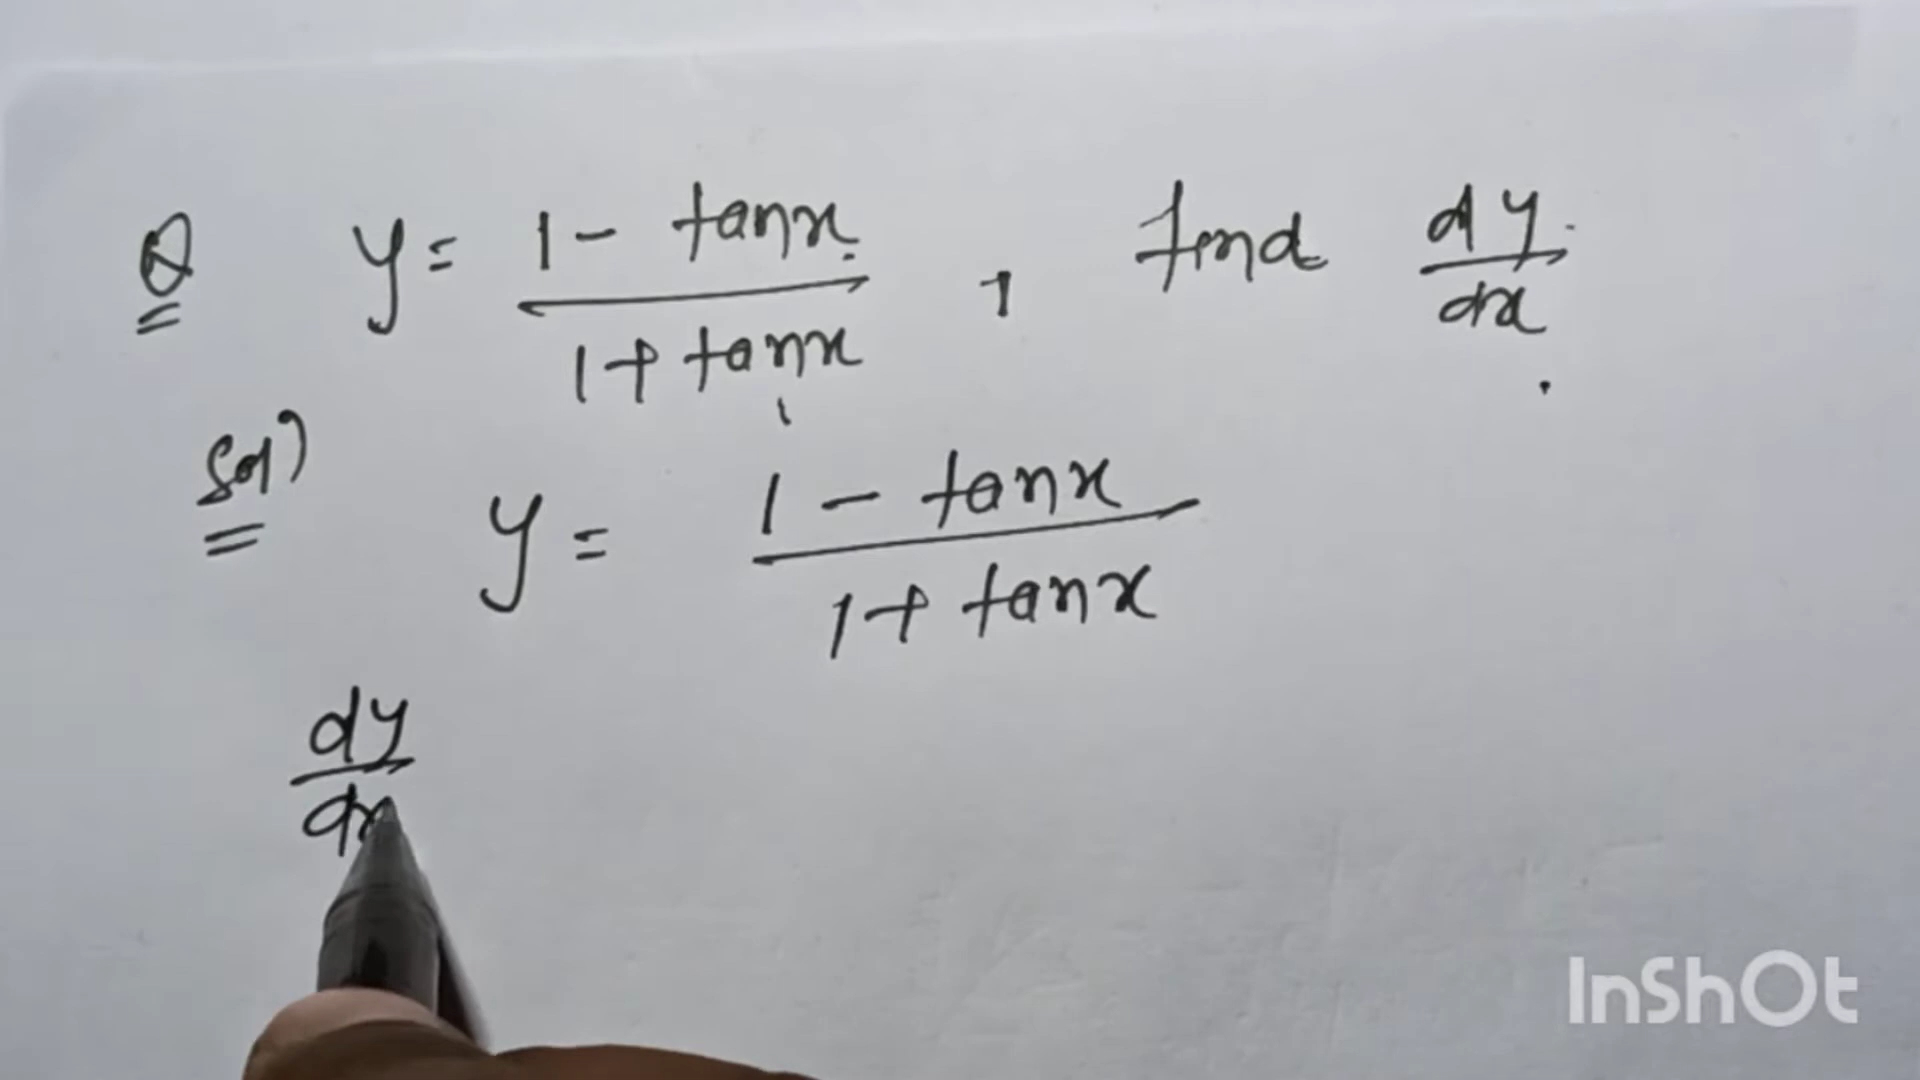 Q y = 1 - tanx / 1 + tanx , find dy/dx.
Sol) y = 1 - tanx / 1 + tanx
dy/dx
InShOt